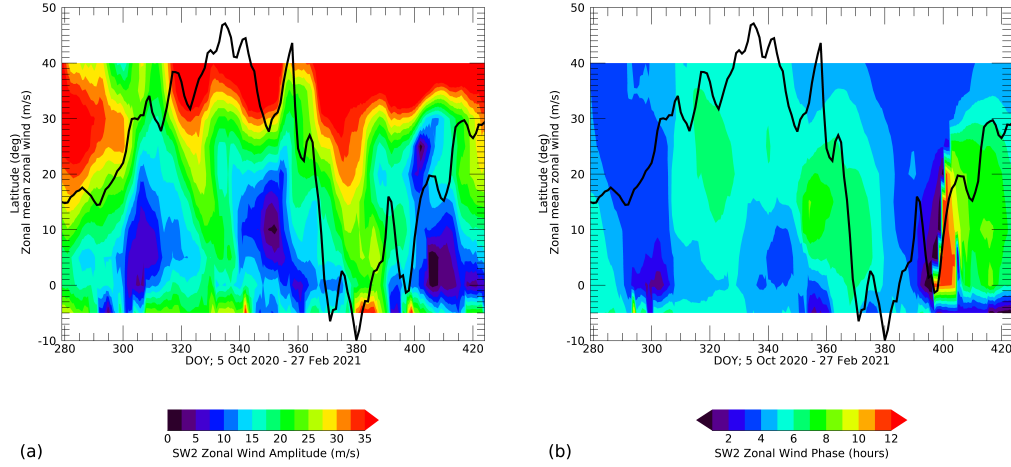 50
40
30
20
10
0
-10
Latitude (deg)
Zonal mean zonal wind (m/s)
280 300 320 340 360 380 400 420
DOY; 5 Oct 2020 - 27 Feb 2021
0 5 10 15 20 25 30 35
SW2 Zonal Wind Amplitude (m/s)
(a)
50
40
30
20
10
0
-10
Latitude (deg)
Zonal mean zonal wind (m/s)
280 300 320 340 360 380 400 420
DOY; 5 Oct 2020 - 27 Feb 2021
2 4 6 8 10 12
SW2 Zonal Wind Phase (hours)
(b)